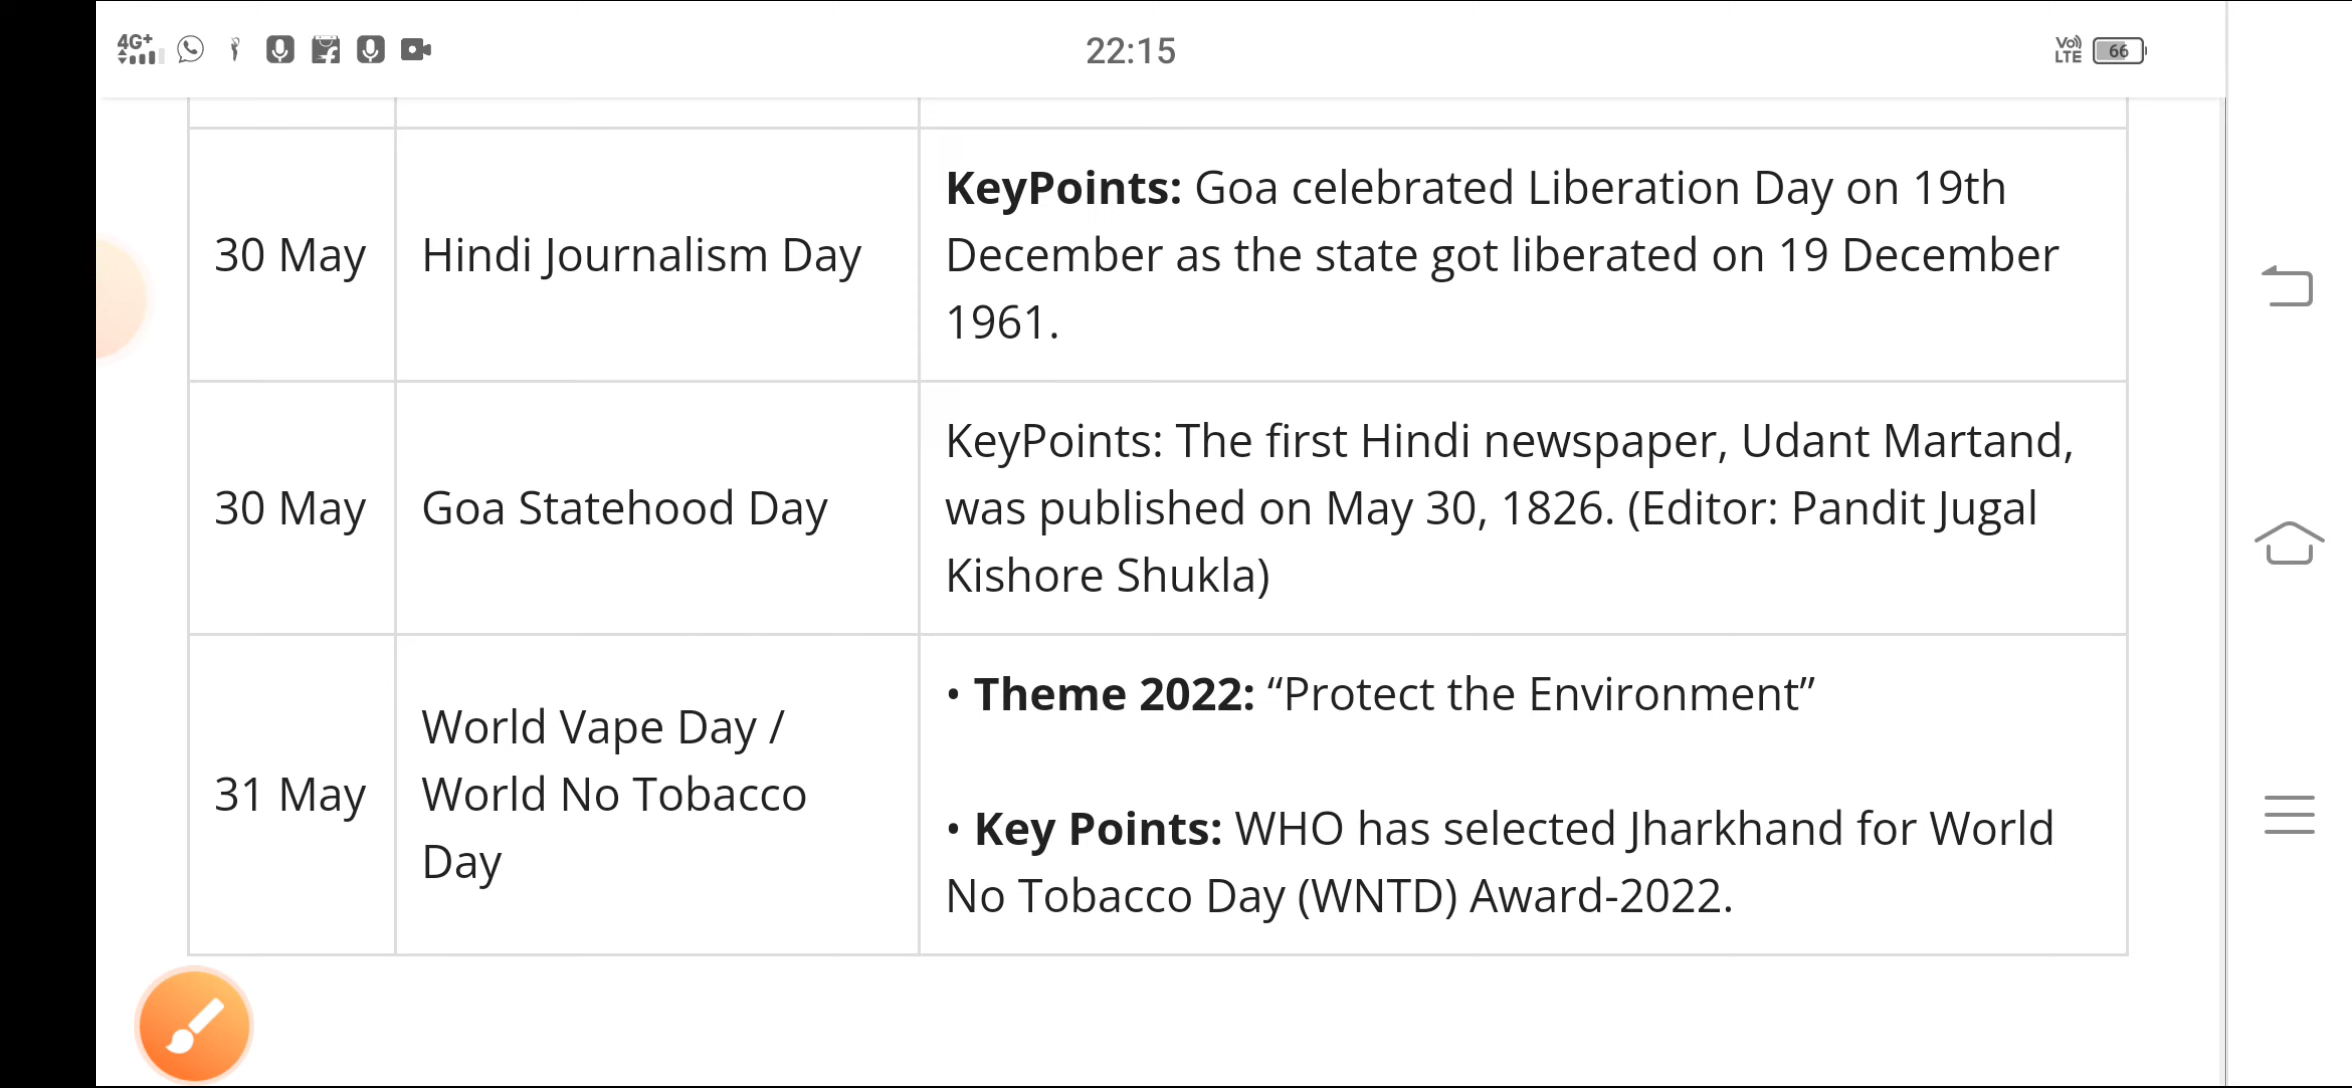 4G+
22:15
Vo)) LTE
66
KeyPoints: Goa celebrated Liberation Day on 19th
30 May
Hindi Journalism Day
December as the state got liberated on 19 December
1961.
KeyPoints: The first Hindi newspaper, Udant Martand,
30 May
Goa Statehood Day
was published on May 30, 1826. (Editor: Pandit Jugal
Kishore Shukla)
31 May
World Vape Day /
World No Tobacco
Day
• Theme 2022: “Protect the Environment”
• Key Points: WHO has selected Jharkhand for World
No Tobacco Day (WNTD) Award-2022.